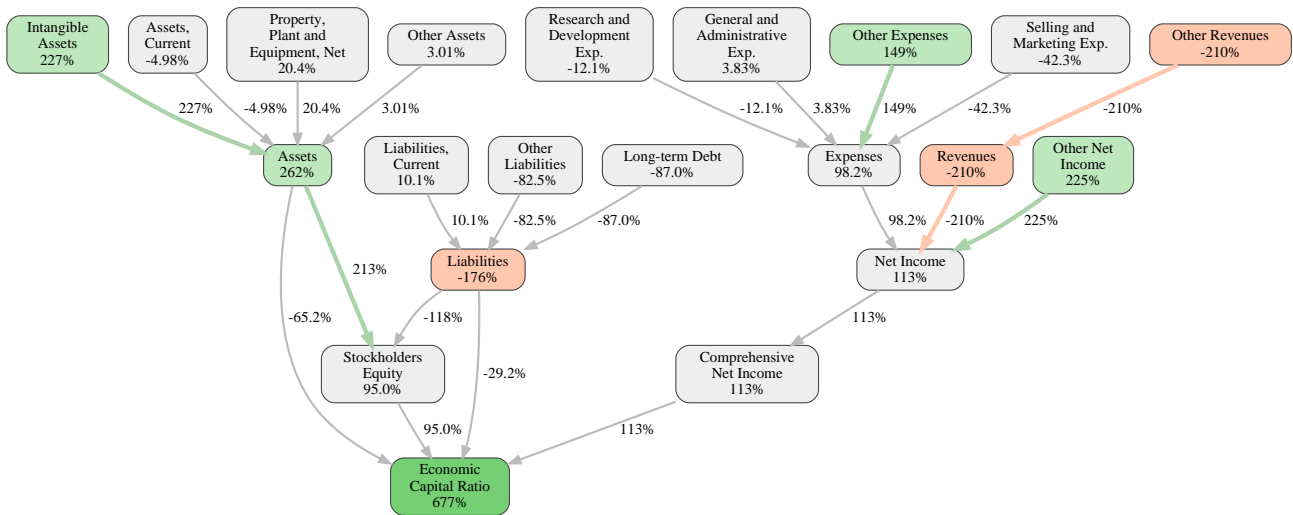 Intangible
Assets
227%
Assets,
Current
-4.98%
Property,
Plant and
Equipment, Net
20.4%
Other Assets
3.01%
Research and
Development
Exp.
-12.1%
General and
Administrative
Exp.
3.83%
Other Expenses
149%
Selling and
Marketing Exp.
-42.3%
Other Revenues
-210%
227%
-4.98%
20.4%
3.01%
-12.1%
3.83%
149%
-42.3%
-210%
Assets
262%
Liabilities,
Current
10.1%
Other
Liabilities
-82.5%
Long-term Debt
-87.0%
Expenses
98.2%
Revenues
-210%
Other Net
Income
225%
10.1%
-82.5%
-87.0%
98.2%
-210%
225%
Liabilities
-176%
Net Income
113%
213%
-65.2%
-118%
-29.2%
113%
Stockholders
Equity
95.0%
Comprehensive
Net Income
113%
95.0%
113%
Economic
Capital Ratio
677%